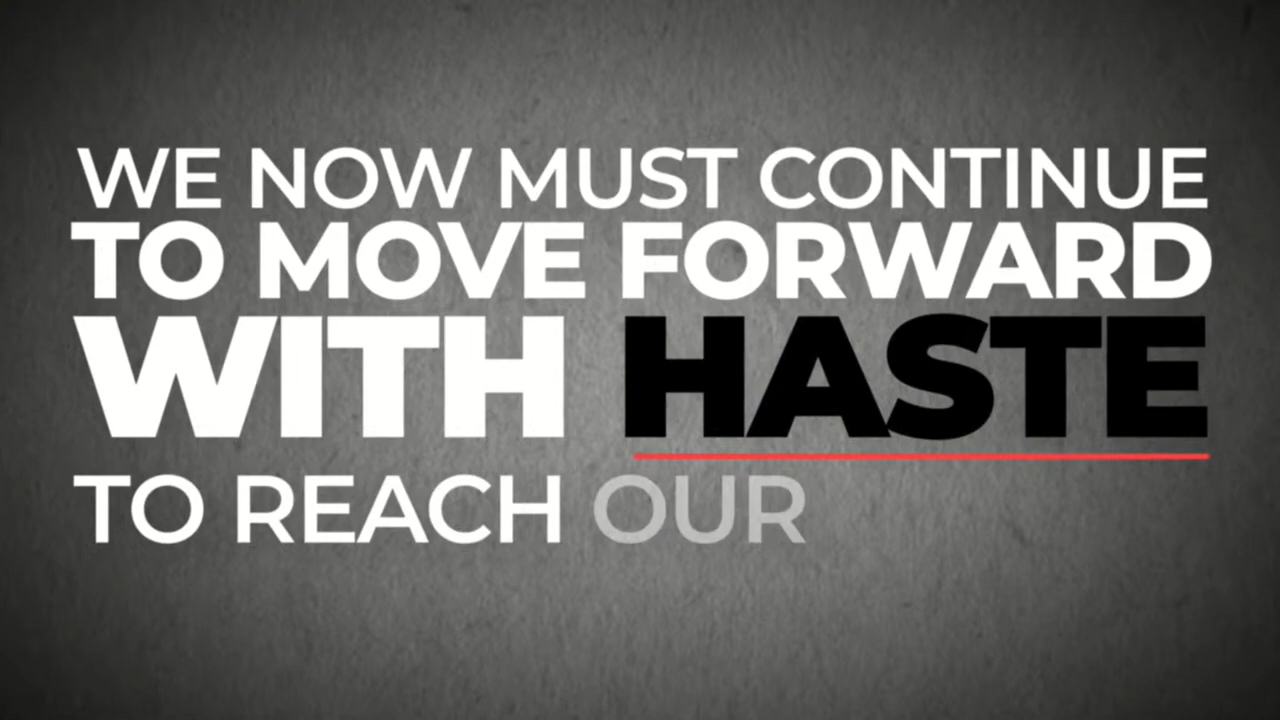 WE NOW MUST CONTINUE
TO MOVE FORWARD
WITH HASTE
TO REACH OUR